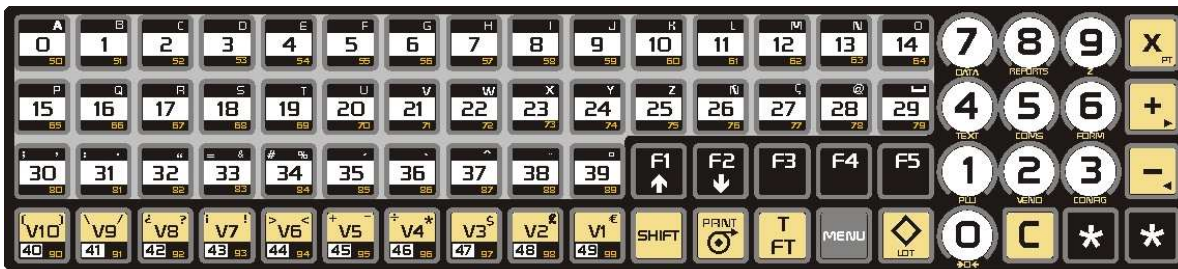 A B C D E F G H I J K L M N O
0 1 2 3 4 5 6 7 8 9 10 11 12 13 14 7 8 9 X
50 51 52 53 54 55 56 57 58 59 60 61 62 63 64 DATA REPORTS Z PT
P Q R S T U V W X Y Z Ñ Ç @
15 16 17 18 19 20 21 22 23 24 25 26 27 28 29 4 5 6 +
65 66 67 68 69 70 71 72 73 74 75 76 77 78 79 TEXT COMS FORM
; , : . " = & # %
30 31 32 33 34 35 36 37 38 39 F1 F2 F3 F4 F5 1 2 3 -
80 81 82 83 84 85 86 87 88 89 PLU VEND CONFIG
( ) \ / ¿ ? ¡ ! > < + - ÷ * $ £ €
V10 V9 V8 V7 V6 V5 V4 V3 V2 V1 SHIFT PRINT T FT MENU LOT 0 C * *
40 90 41 91 42 92 43 93 44 94 45 95 46 96 47 97 48 98 49 99 →0←